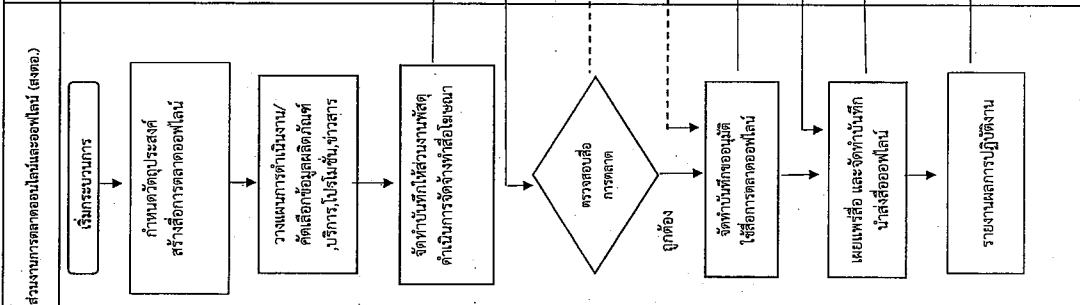 ส่วนงานการตลาดออนไลน์และออฟไลน์ (สงตอ.)
เริ่มกระบวนการ
กำหนดวัตถุประสงค์
สร้างสื่อการตลาดออฟไลน์
วางแผนการดำเนินงาน/
คัดเลือกข้อมูลผลิตภัณฑ์
,บริการ,โปรโมชั่น,ข่าวสาร
จัดทำบันทึกให้ส่วนงานพัสดุ
ดำเนินการจัดจ้างทำสื่อโฆษณา
ตรวจสอบสื่อ
การตลาด
ถูกต้อง
จัดทำบันทึกขออนุมัติ
ใช้สื่อการตลาดออฟไลน์
เผยแพร่สื่อ และจัดทำบันทึก
นำส่งสื่อออฟไลน์
รายงานผลการปฏิบัติงาน